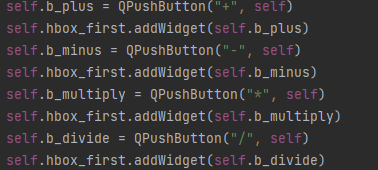 self.b_plus = QPushButton("+", self)
self.hbox_first.addWidget(self.b_plus)
self.b_minus = QPushButton("-", self)
self.hbox_first.addWidget(self.b_minus)
self.b_multiply = QPushButton("*", self)
self.hbox_first.addWidget(self.b_multiply)
self.b_divide = QPushButton("/", self)
self.hbox_first.addWidget(self.b_divide)